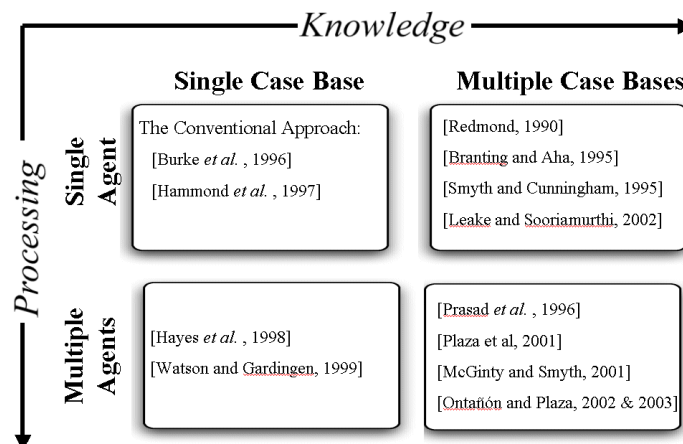 Knowledge
Single Case Base
Multiple Case Bases
Processing
Single
Agent
The Conventional Approach:
[Burke et al. , 1996]
[Hammond et al. , 1997]
[Redmond, 1990]
[Branting and Aha, 1995]
[Smyth and Cunningham, 1995]
[Leake and Sooriamurthi, 2002]
Multiple
Agents
[Hayes et al. , 1998]
[Watson and Gardingen, 1999]
[Prasad et al. , 1996]
[Plaza et al, 2001]
[McGinty and Smyth, 2001]
[Ontañón and Plaza, 2002 & 2003]